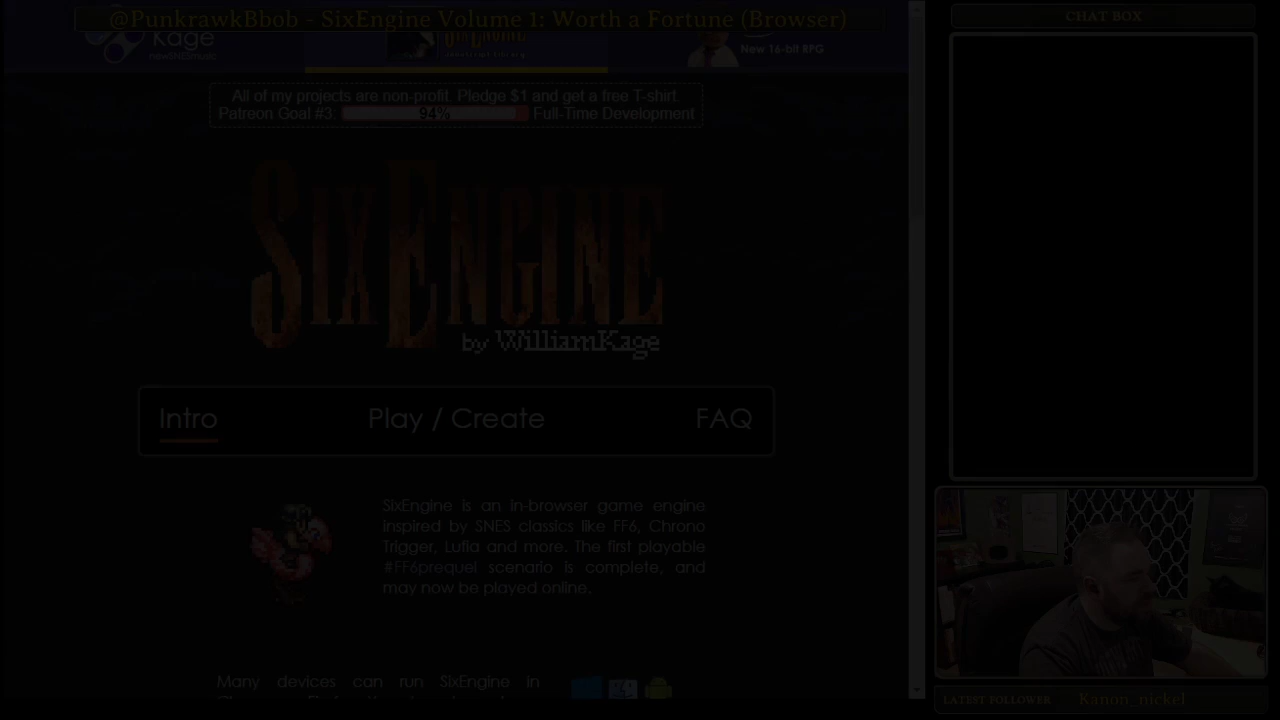 @PunkrawkBbob - SixEngine Volume 1: Worth a Fortune (Browser)
CHAT BOX
Kage
newSNESmusic
SIXENGINE
New 16-bit RPG
All of my projects are non-profit. Pledge $1 and get a free T-shirt.
Patreon Goal #3: 94% Full-Time Development
SIXENGINE
by WilliamKage
Intro Play / Create FAQ
SixEngine is an in-browser game engine
inspired by SNES classics like FF6, Chrono
Trigger, Lufia and more. The first playable
#FF6prequel scenario is complete, and
may now be played online.
Many devices can run SixEngine in
LATEST FOLLOWER Kanon_nickel